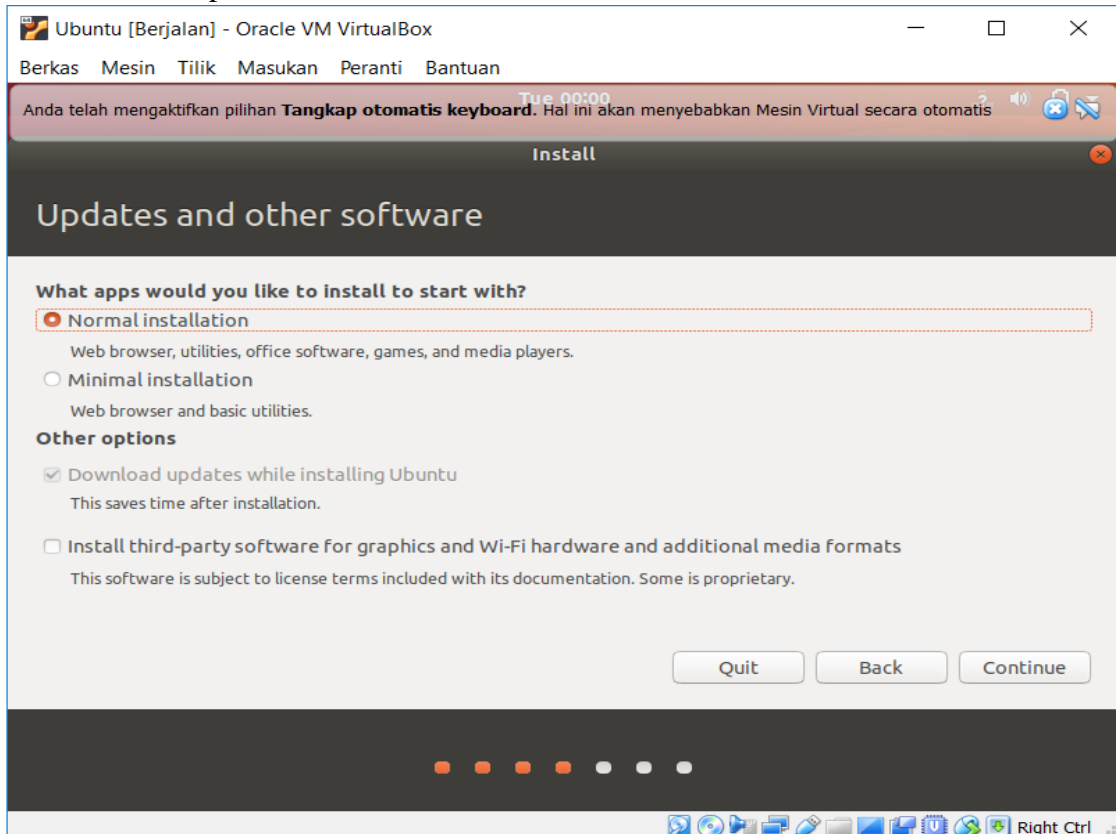 Ubuntu [Berjalan] - Oracle VM VirtualBox
Berkas Mesin Tilik Masukan Peranti Bantuan
Tue 00:00
Anda telah mengaktifkan pilihan Tangkap otomatis keyboard. Hal ini akan menyebabkan Mesin Virtual secara otomatis
Install
Updates and other software
What apps would you like to install to start with?
Normal installation
Web browser, utilities, office software, games, and media players.
Minimal installation
Web browser and basic utilities.
Other options
Download updates while installing Ubuntu
This saves time after installation.
Install third-party software for graphics and Wi-Fi hardware and additional media formats
This software is subject to license terms included with its documentation. Some is proprietary.
Quit Back Continue
Right Ctrl